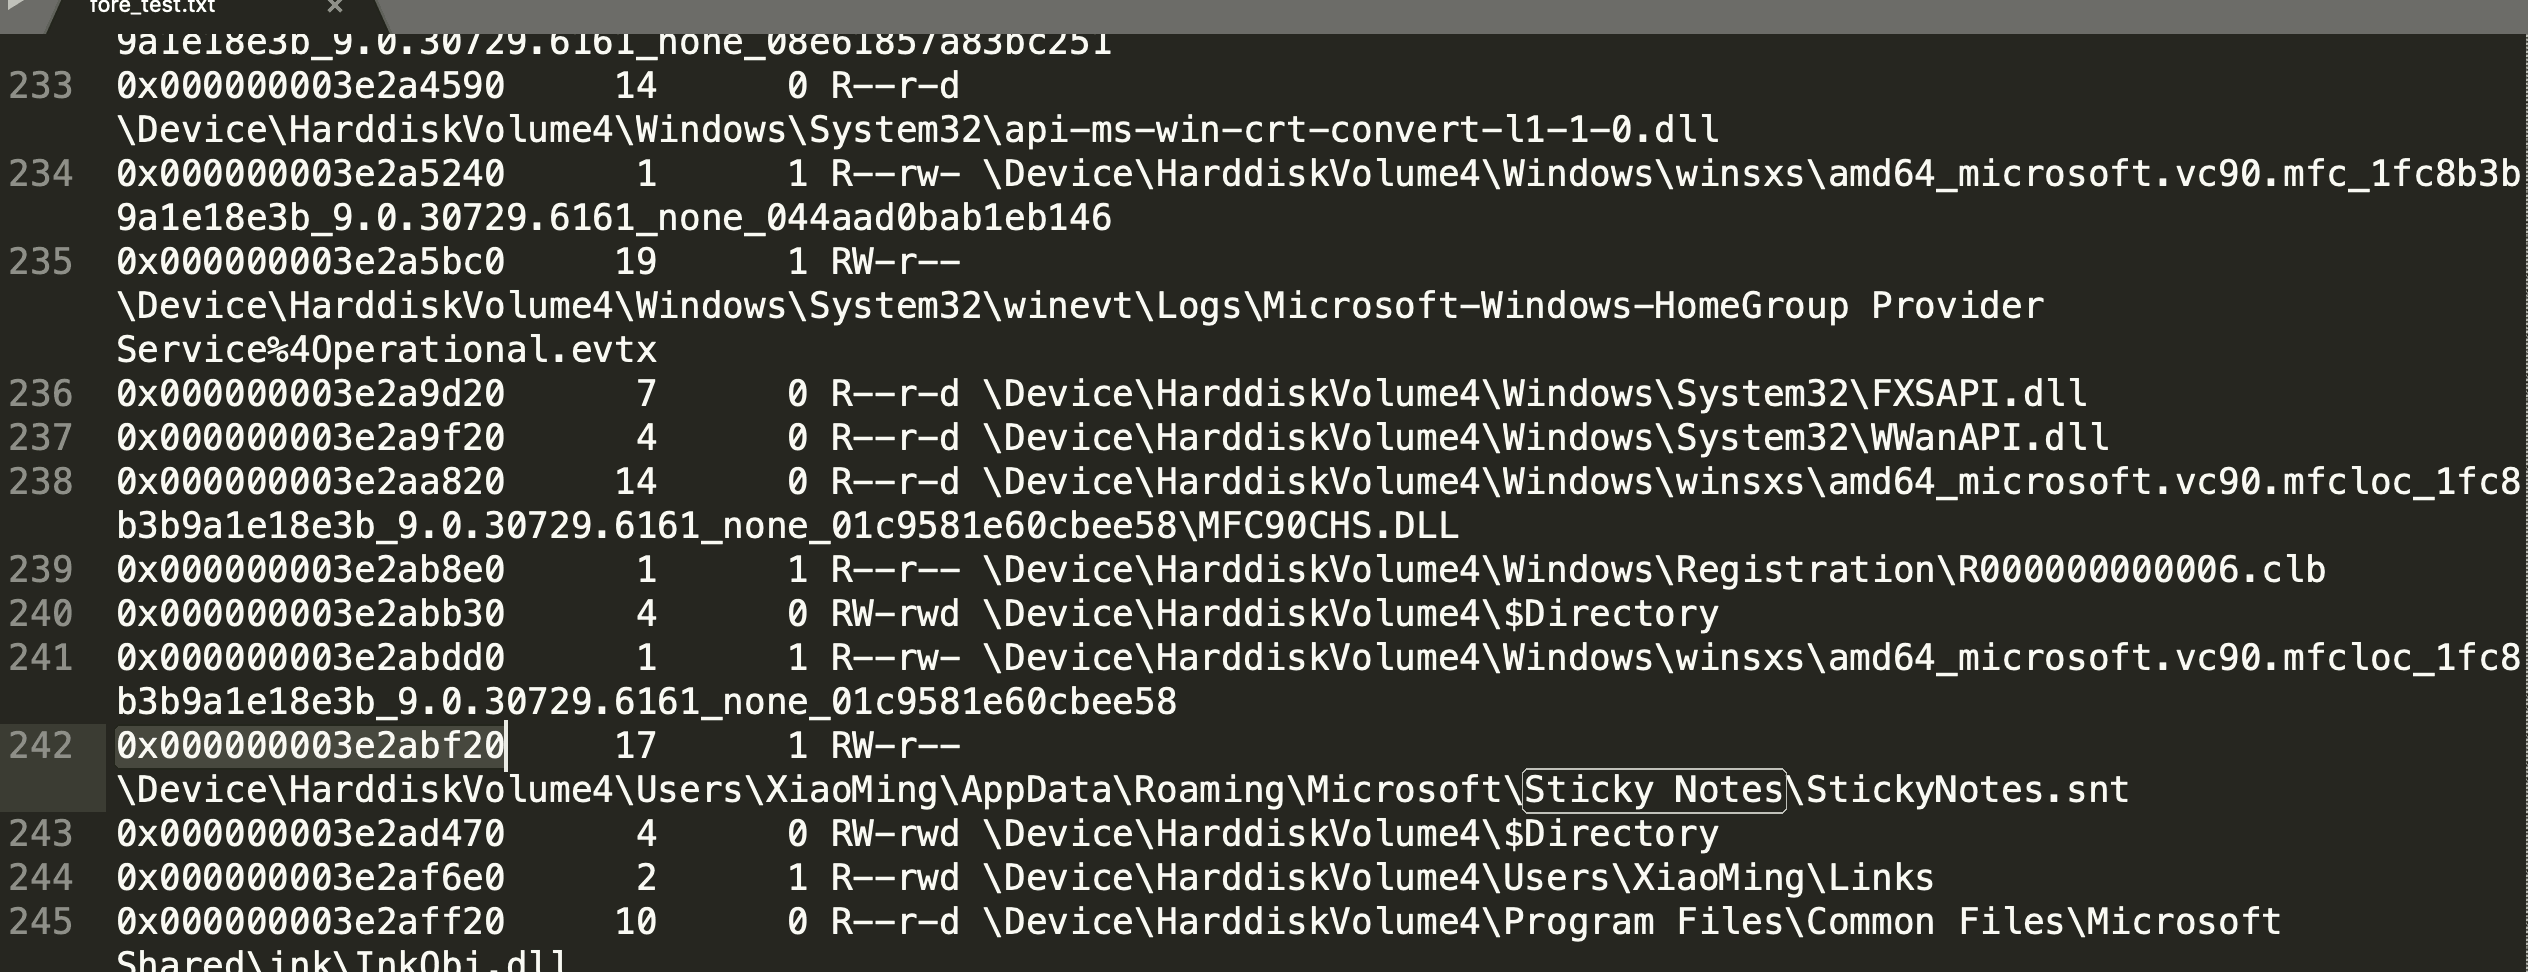 fore_test.txt ×
9a1e18e3b_9.0.30729.6161_none_08e61857a83bc251
233 0x000000003e2a4590 14 0 R--r-d
\Device\HarddiskVolume4\Windows\System32\api-ms-win-crt-convert-l1-1-0.dll
234 0x000000003e2a5240 1 1 R--rw- \Device\HarddiskVolume4\Windows\winsxs\amd64_microsoft.vc90.mfc_1fc8b3b
9a1e18e3b_9.0.30729.6161_none_044aad0bab1eb146
235 0x000000003e2a5bc0 19 1 RW-r--
\Device\HarddiskVolume4\Windows\System32\winevt\Logs\Microsoft-Windows-HomeGroup Provider
Service%4Operational.evtx
236 0x000000003e2a9d20 7 0 R--r-d \Device\HarddiskVolume4\Windows\System32\FXSAPI.dll
237 0x000000003e2a9f20 4 0 R--r-d \Device\HarddiskVolume4\Windows\System32\WWanAPI.dll
238 0x000000003e2aa820 14 0 R--r-d \Device\HarddiskVolume4\Windows\winsxs\amd64_microsoft.vc90.mfcloc_1fc8
b3b9a1e18e3b_9.0.30729.6161_none_01c9581e60cbee58\MFC90CHS.DLL
239 0x000000003e2ab8e0 1 1 R--r-- \Device\HarddiskVolume4\Windows\Registration\R000000000006.clb
240 0x000000003e2abb30 4 0 RW-rwd \Device\HarddiskVolume4\$Directory
241 0x000000003e2abdd0 1 1 R--rw- \Device\HarddiskVolume4\Windows\winsxs\amd64_microsoft.vc90.mfcloc_1fc8
b3b9a1e18e3b_9.0.30729.6161_none_01c9581e60cbee58
242 0x000000003e2abf20 17 1 RW-r--
\Device\HarddiskVolume4\Users\XiaoMing\AppData\Roaming\Microsoft\Sticky Notes\StickyNotes.snt
243 0x000000003e2ad470 4 0 RW-rwd \Device\HarddiskVolume4\$Directory
244 0x000000003e2af6e0 2 1 R--rwd \Device\HarddiskVolume4\Users\XiaoMing\Links
245 0x000000003e2aff20 10 0 R--r-d \Device\HarddiskVolume4\Program Files\Common Files\Microsoft
Shared\ink\InkObj.dll